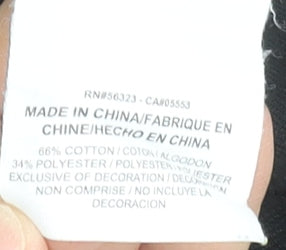 RN#56323 - CA#05553
MADE IN CHINA/FABRIQUE EN
CHINE/HECHO EN CHINA
66% COTTON / COTON/ ALGODON
34% POLYESTER / POLYESTER/POLIESTER
EXCLUSIVE OF DECORATION / DECORATION
NON COMPRISE / NO INCLUYE LA
DECORACION